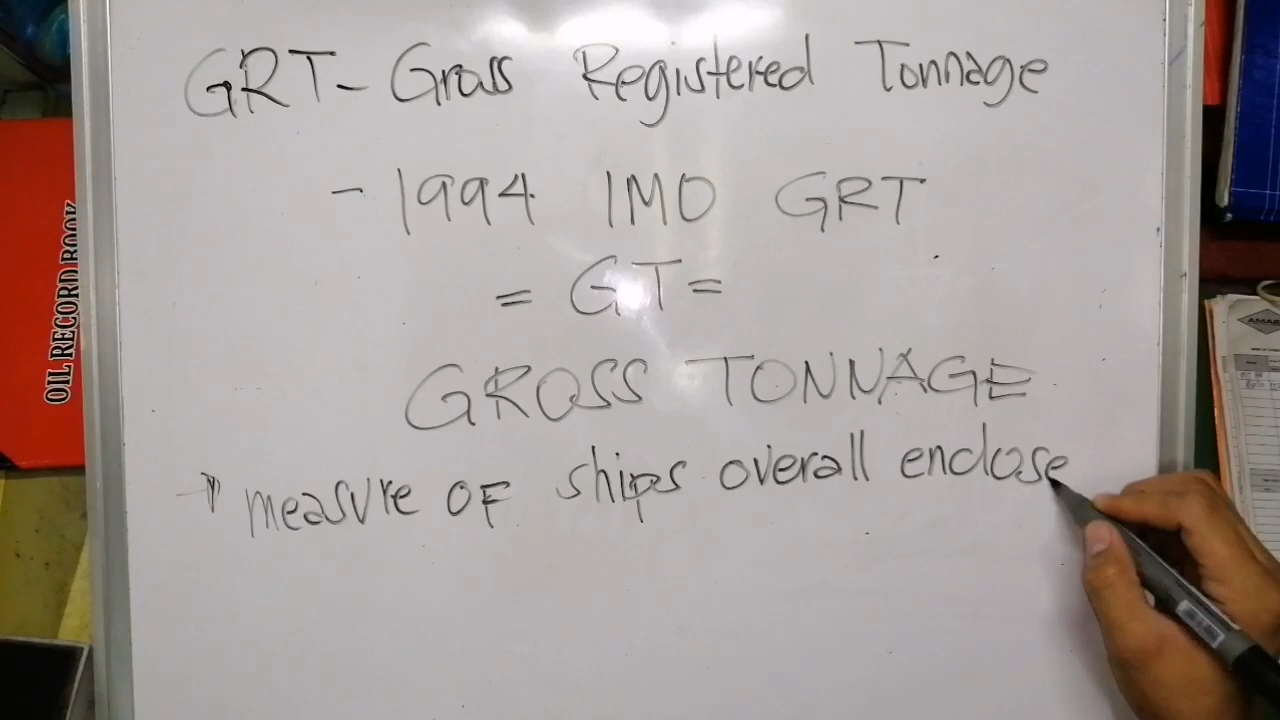 GRT - Gross Registered Tonnage
- 1994 IMO GRT
= GT =
GROSS TONNAGE
measure OF ships overall enclose
OIL RECORD BOOK